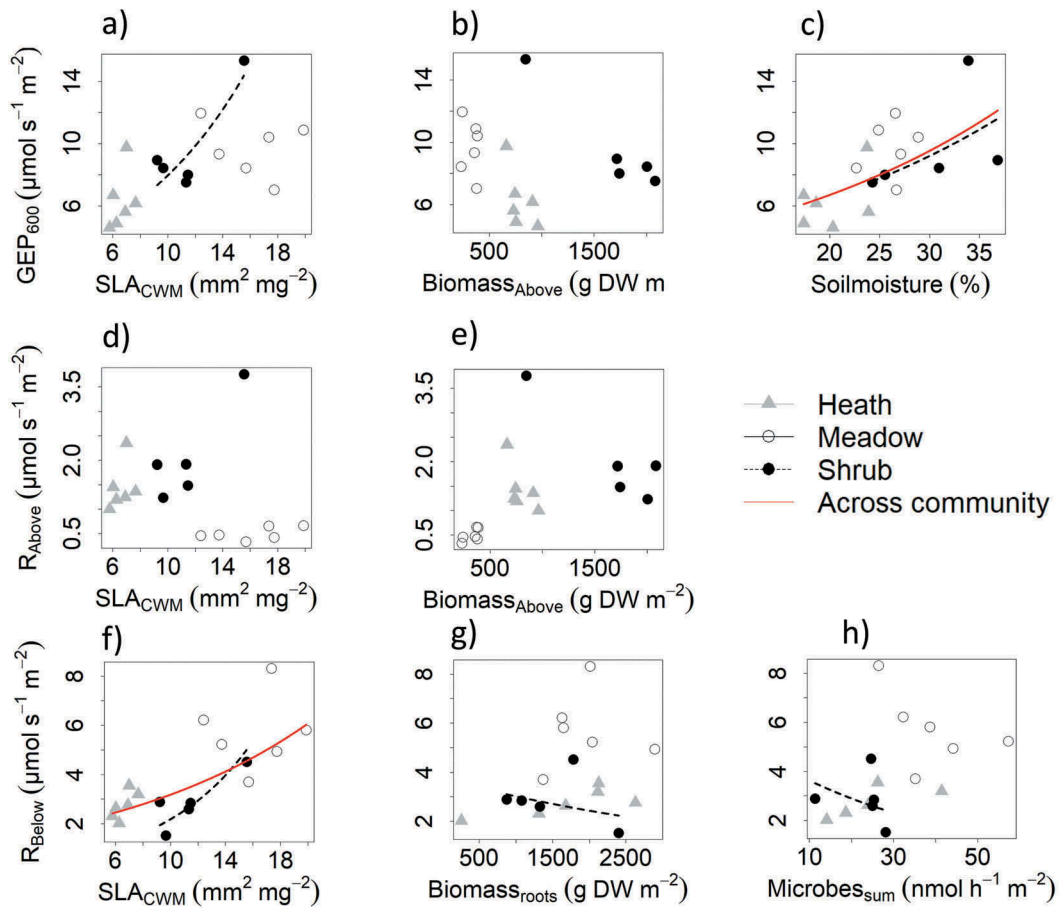 a)
GEP600 (μmol s−1 m−2)
6 10 14
6 10 14 18
SLACWM (mm2 mg−2)
b)
6 8 10 14
500 1500
BiomassAbove (g DW m
c)
6 10 14
20 25 30 35
Soilmoisture (%)
d)
RAbove (μmol s−1 m−2)
0.5 2.0 3.5
6 10 14 18
SLACWM (mm2 mg−2)
e)
0.5 2.0 3.5
500 1500
BiomassAbove (g DW m−2)
Heath
Meadow
Shrub
Across community
f)
RBelow (μmol s−1 m−2)
2 4 6 8
6 10 14 18
SLACWM (mm2 mg−2)
g)
2 4 6 8
500 1500 2500
Biomassroots (g DW m−2)
h)
2 4 6 8
10 30 50
Microbessum (nmol h−1 m−2)